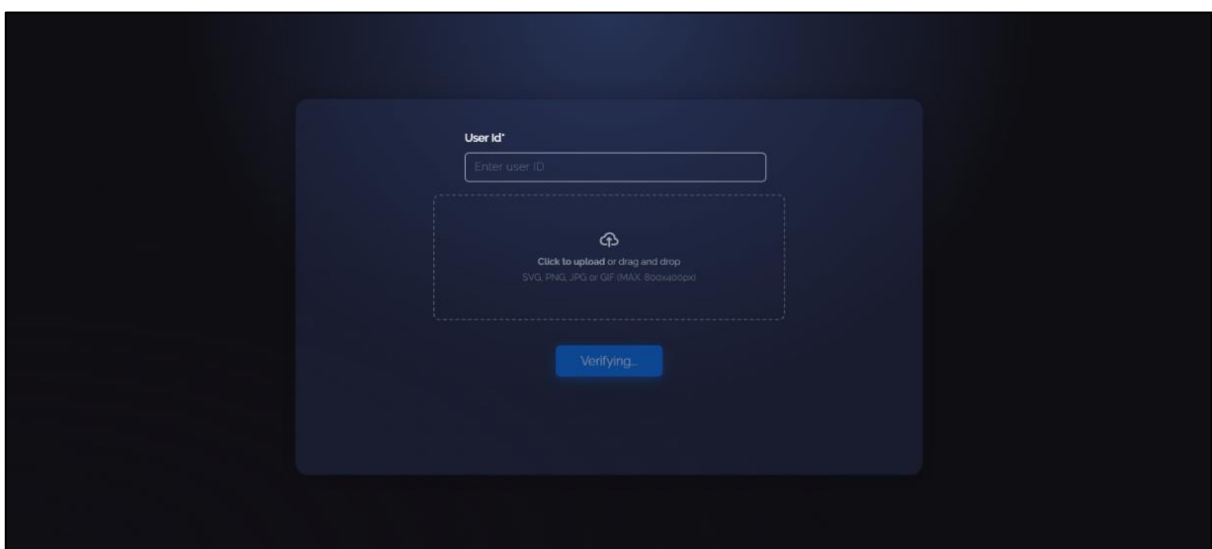 User Id*
Enter user ID
Click to upload or drag and drop
SVG, PNG, JPG or GIF (MAX. 800x400px)
Verifying...